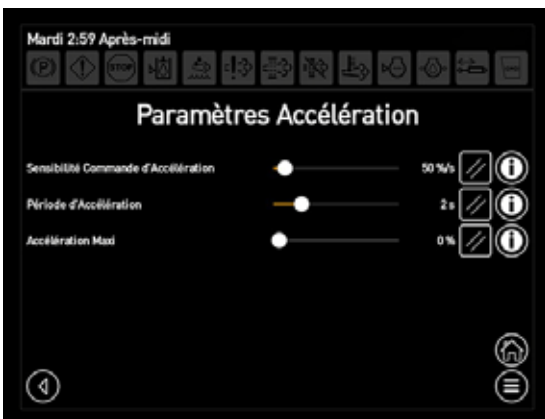 Mardi 2:59 Après-midi
(P) STOP
Paramètres Accélération
Sensibilité Commande d'Accélération 50 %/s
Période d'Accélération 2 s
Accélération Maxi 0 %